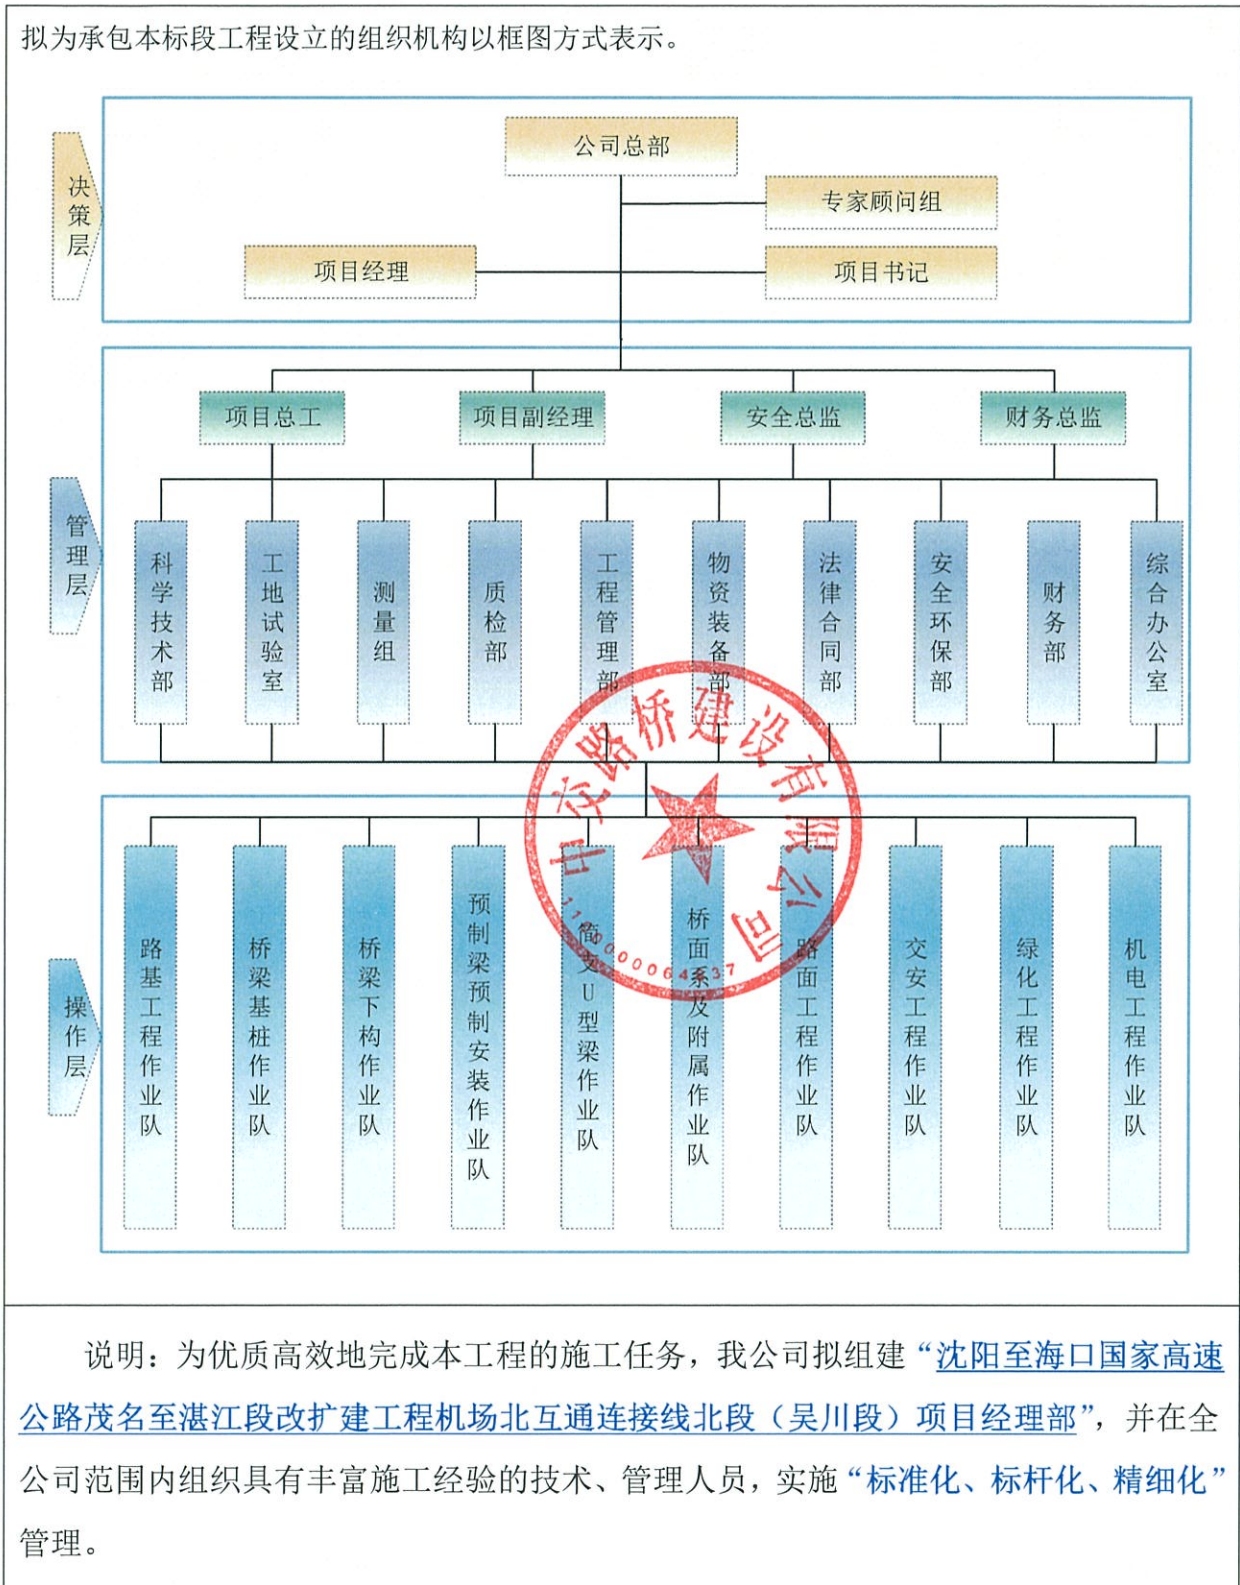 拟为承包本标段工程设立的组织机构以框图方式表示。
决策层
公司总部
专家顾问组
项目经理
项目书记
管理层
项目总工
项目副经理
安全总监
财务总监
科学技术部
工地试验室
测量组
质检部
工程管理部
物资装备部
法律合同部
安全环保部
财务部
综合办公室
中交路桥建设有限公司
操作层
路基工程作业队
桥梁基桩作业队
桥梁下构作业队
预制梁预制安装作业队
简支U型梁作业队
桥面系及附属作业队
路面工程作业队
交安工程作业队
绿化工程作业队
机电工程作业队
说明：为优质高效地完成本工程的施工任务，我公司拟组建“沈阳至海口国家高速
公路茂名至湛江段改扩建工程机场北互通连接线北段（吴川段）项目经理部”，并在全
公司范围内组织具有丰富施工经验的技术、管理人员，实施“标准化、标杆化、精细化”
管理。